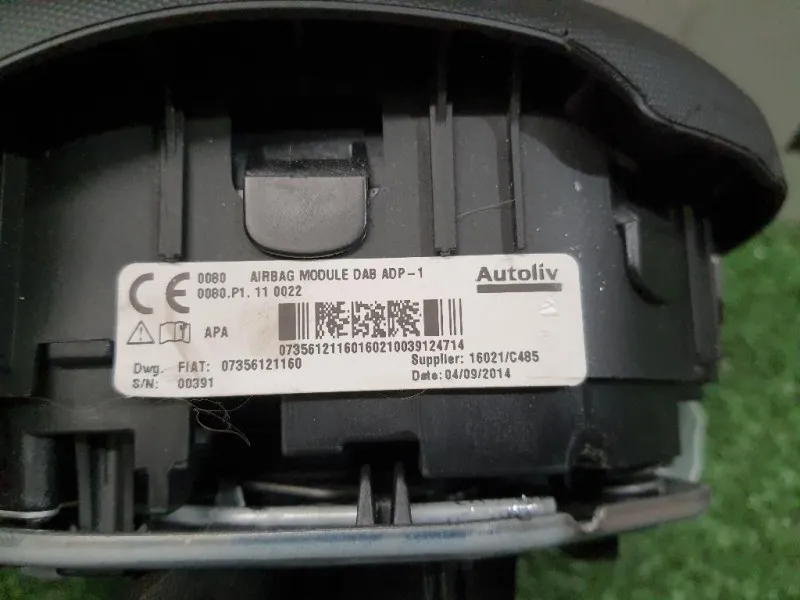 CE 0080 AIRBAG MODULE DAB ADP-1
0080.P1. 11 0022
Autoliv
APA
07356121160160210039124714
Dwg. FIAT: 07356121160
Supplier: 16021/C485
S/N: 00391
Date: 04/09/2014